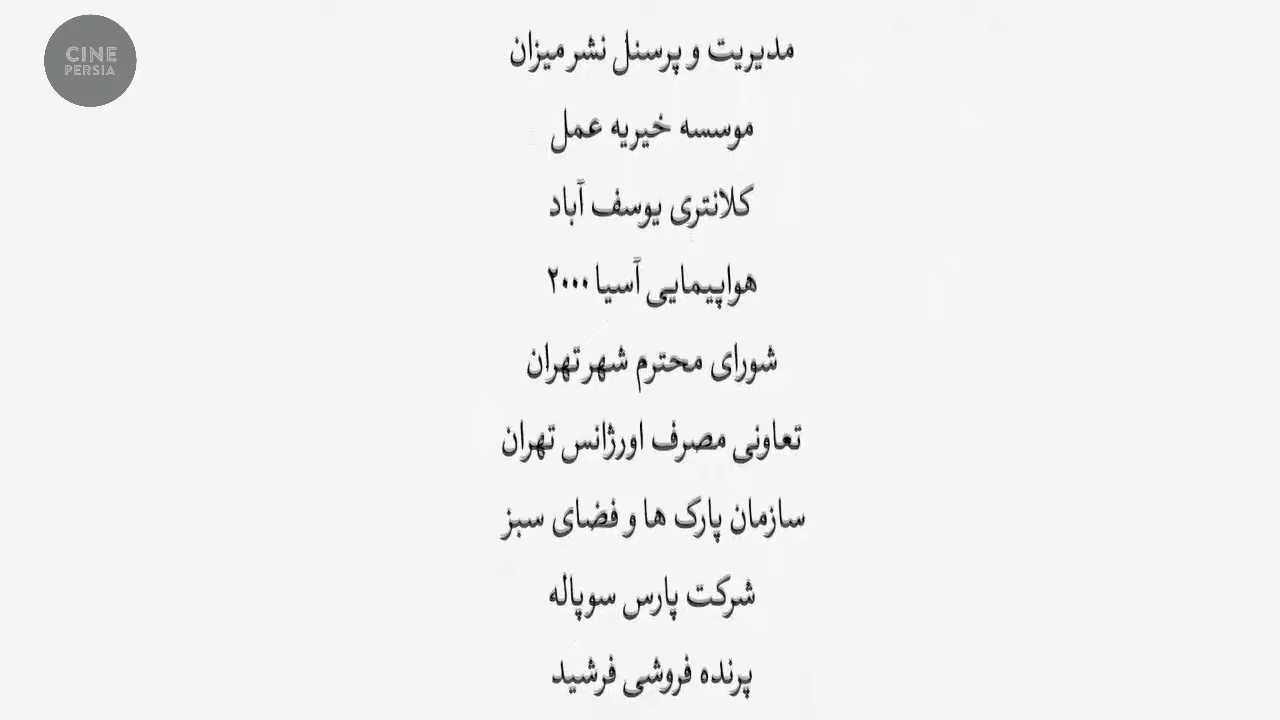 CINE
PERSIA
مدیریت و پرسنل نشر میزان
موسسه خیریه عمل
کلانتری یوسف آباد
هواپیمایی آسیا ۲۰۰۰
شورای محترم شهر تهران
تعاونی مصرف اورژانس تهران
سازمان پارک ها و فضای سبز
شرکت پارس سوپاله
پرنده فروشی فرشید